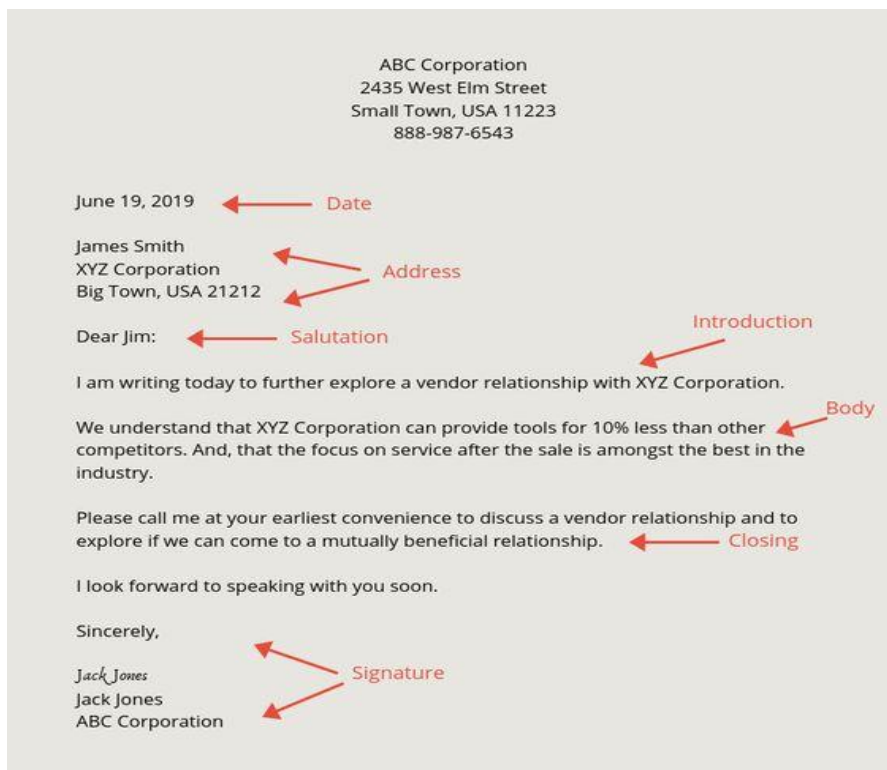 ABC Corporation
2435 West Elm Street
Small Town, USA 11223
888-987-6543
June 19, 2019
Date
James Smith
XYZ Corporation
Address
Big Town, USA 21212
Dear Jim:
Salutation
Introduction
I am writing today to further explore a vendor relationship with XYZ Corporation.
Body
We understand that XYZ Corporation can provide tools for 10% less than other
competitors. And, that the focus on service after the sale is amongst the best in the
industry.
Please call me at your earliest convenience to discuss a vendor relationship and to
explore if we can come to a mutually beneficial relationship.
Closing
I look forward to speaking with you soon.
Sincerely,
Jack Jones
Signature
Jack Jones
ABC Corporation